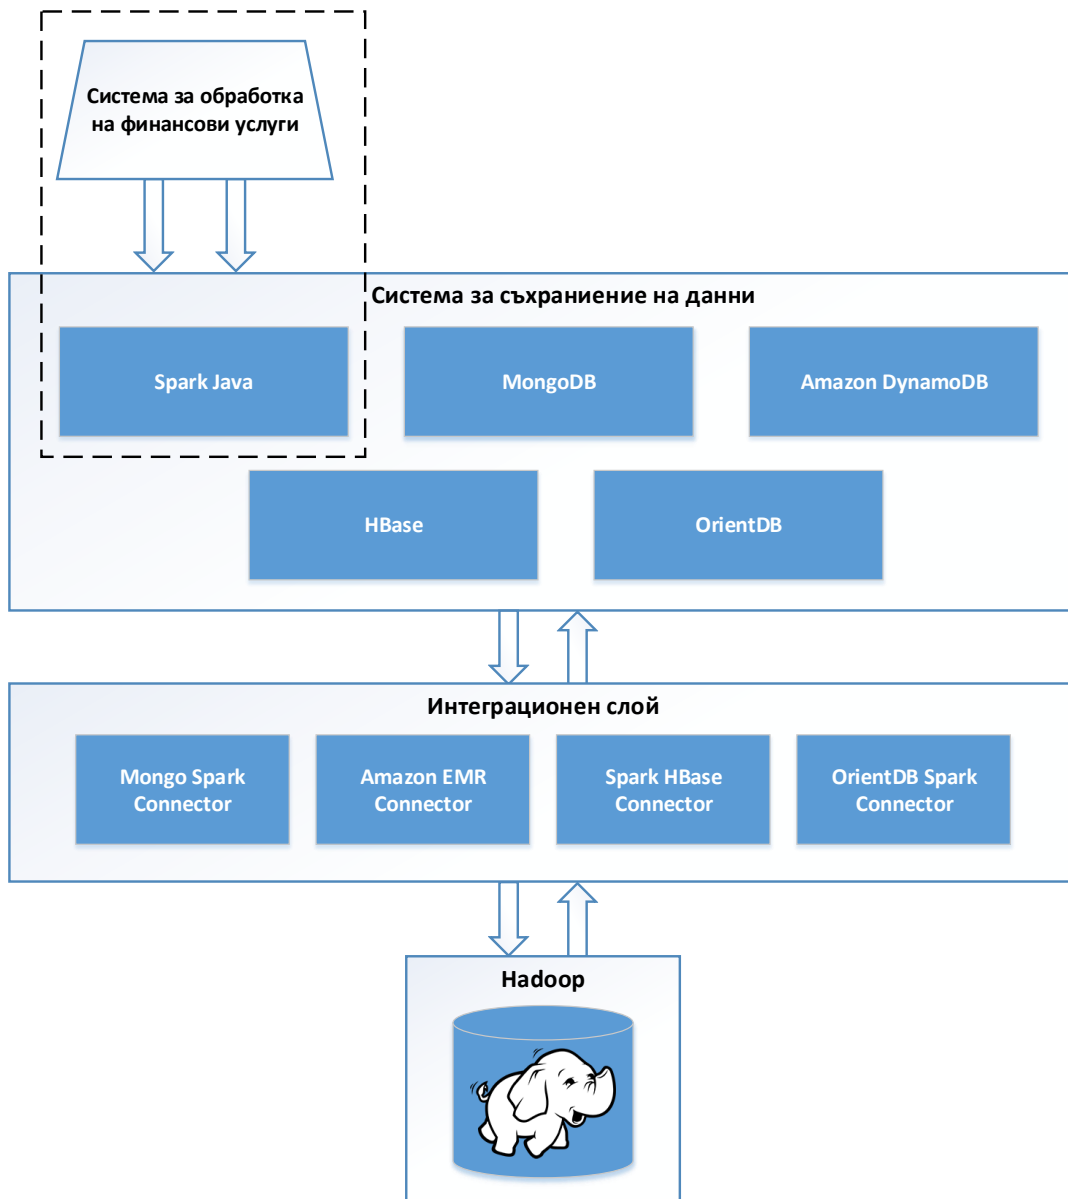 Система за обработка
на финансови услуги
Система за съхраниение на данни
Spark Java
MongoDB
Amazon DynamoDB
HBase
OrientDB
Интеграционен слой
Mongo Spark
Connector
Amazon EMR
Connector
Spark HBase
Connector
OrientDB Spark
Connector
Hadoop